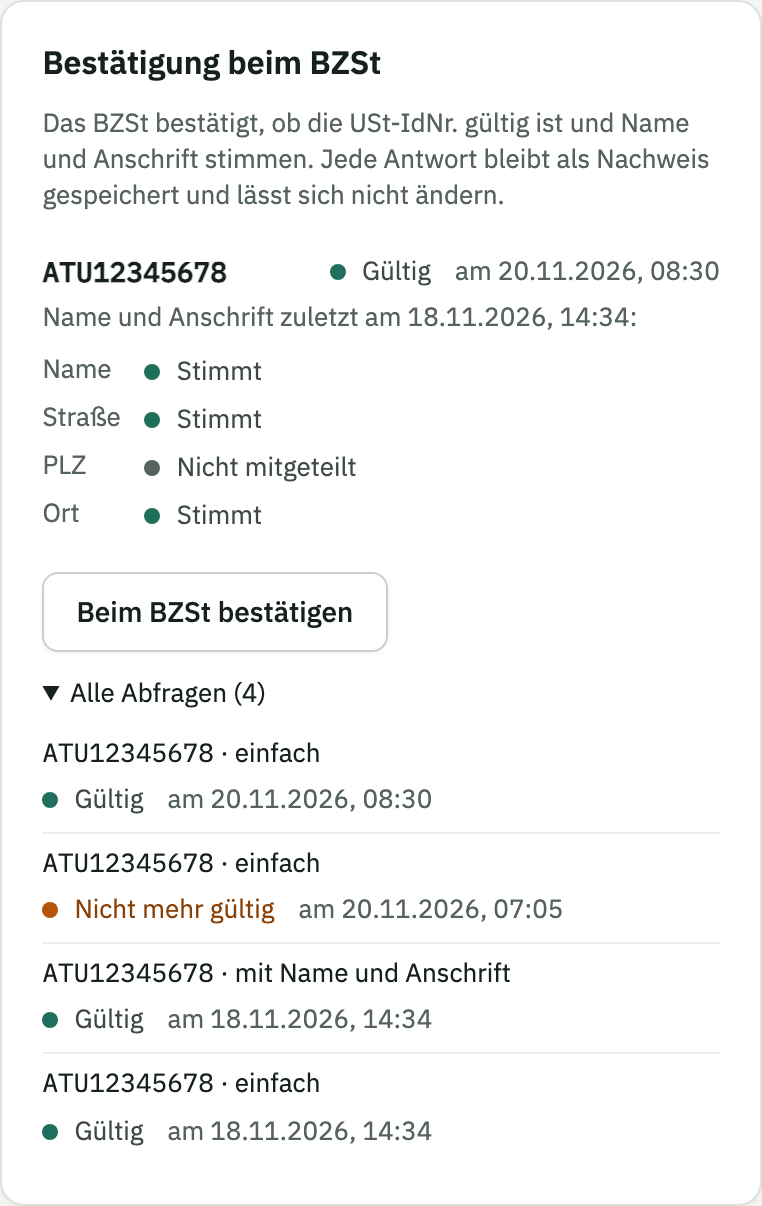 Bestätigung beim BZSt
Das BZSt bestätigt, ob die USt-IdNr. gültig ist und Name
und Anschrift stimmen. Jede Antwort bleibt als Nachweis
gespeichert und lässt sich nicht ändern.
ATU12345678 Gültig am 20.11.2026, 08:30
Name und Anschrift zuletzt am 18.11.2026, 14:34:
Name Stimmt
Straße Stimmt
PLZ Nicht mitgeteilt
Ort Stimmt
Beim BZSt bestätigen
Alle Abfragen (4)
ATU12345678 · einfach
Gültig am 20.11.2026, 08:30
ATU12345678 · einfach
Nicht mehr gültig am 20.11.2026, 07:05
ATU12345678 · mit Name und Anschrift
Gültig am 18.11.2026, 14:34
ATU12345678 · einfach
Gültig am 18.11.2026, 14:34